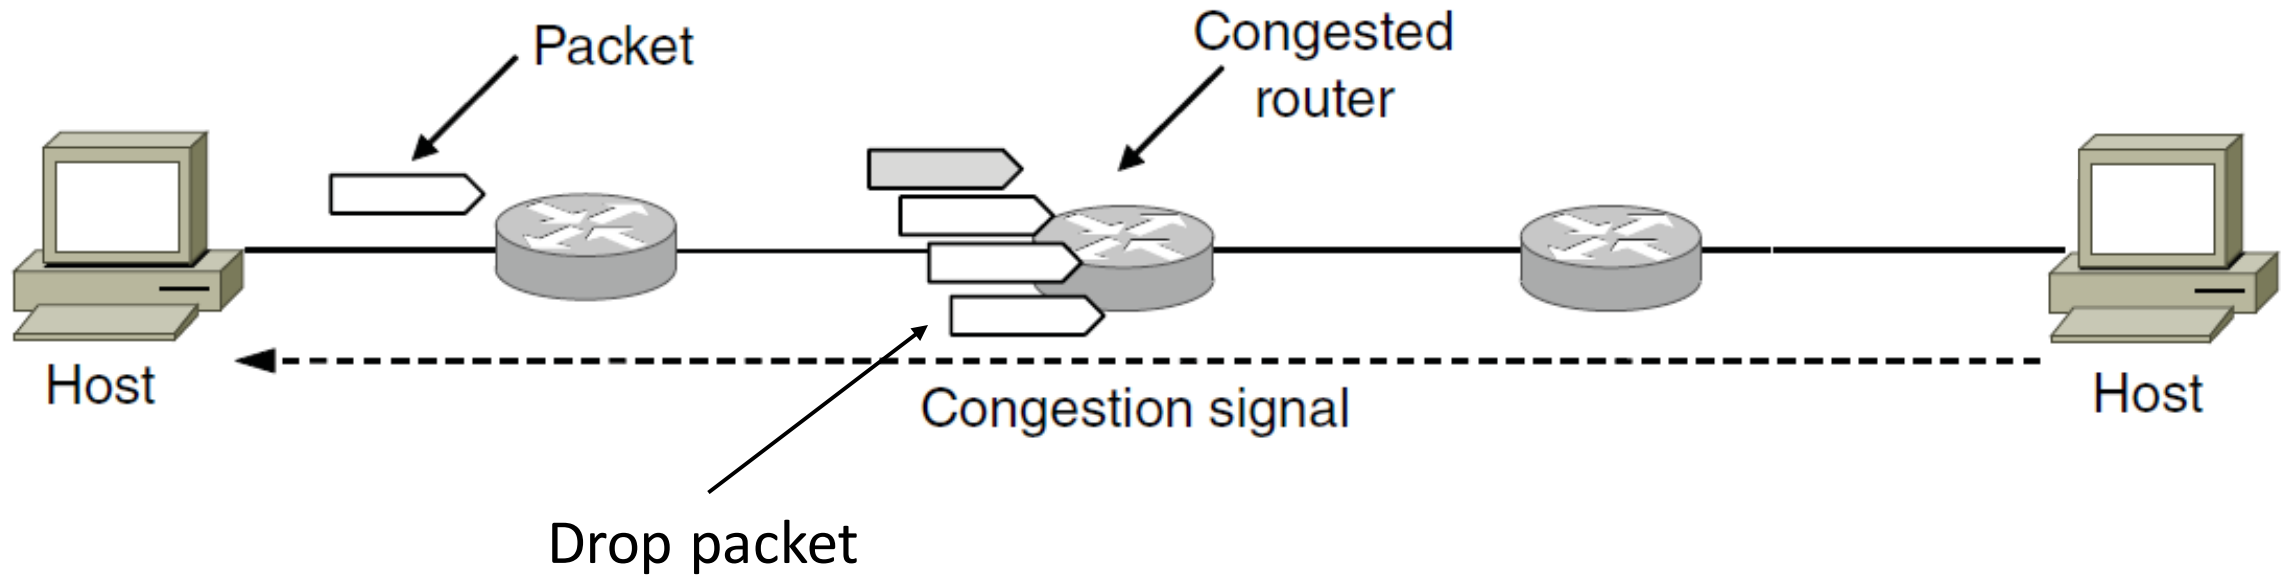 Packet
Congested
router
Host
Congestion signal
Host
Drop packet